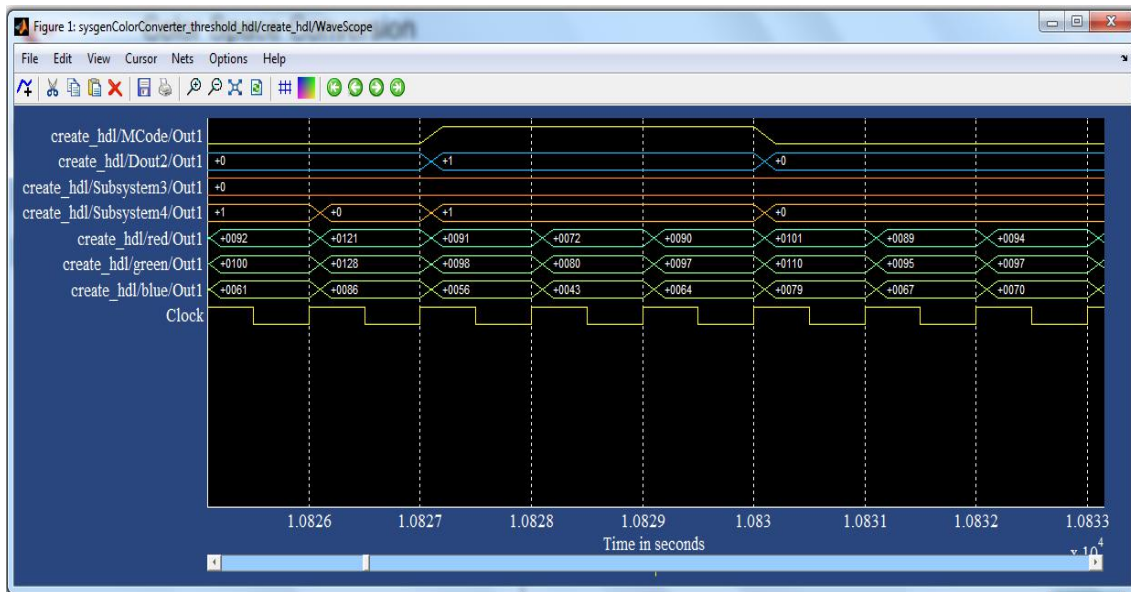 Figure 1: sysgenColorConverter_threshold_hdl/create_hdl/WaveScope
File Edit View Cursor Nets Options Help
create_hdl/MCode/Out1
create_hdl/Dout2/Out1 +0 +1 +0
create_hdl/Subsystem3/Out1 +0
create_hdl/Subsystem4/Out1 +1 +0 +1 +0
create_hdl/red/Out1 +0092 +0121 +0091 +0072 +0090 +0101 +0089 +0094
create_hdl/green/Out1 +0100 +0128 +0098 +0080 +0097 +0110 +0095 +0097
create_hdl/blue/Out1 +0061 +0086 +0056 +0043 +0064 +0079 +0067 +0070
Clock
1.0826 1.0827 1.0828 1.0829 1.083 1.0831 1.0832 1.0833
Time in seconds
x 10^4